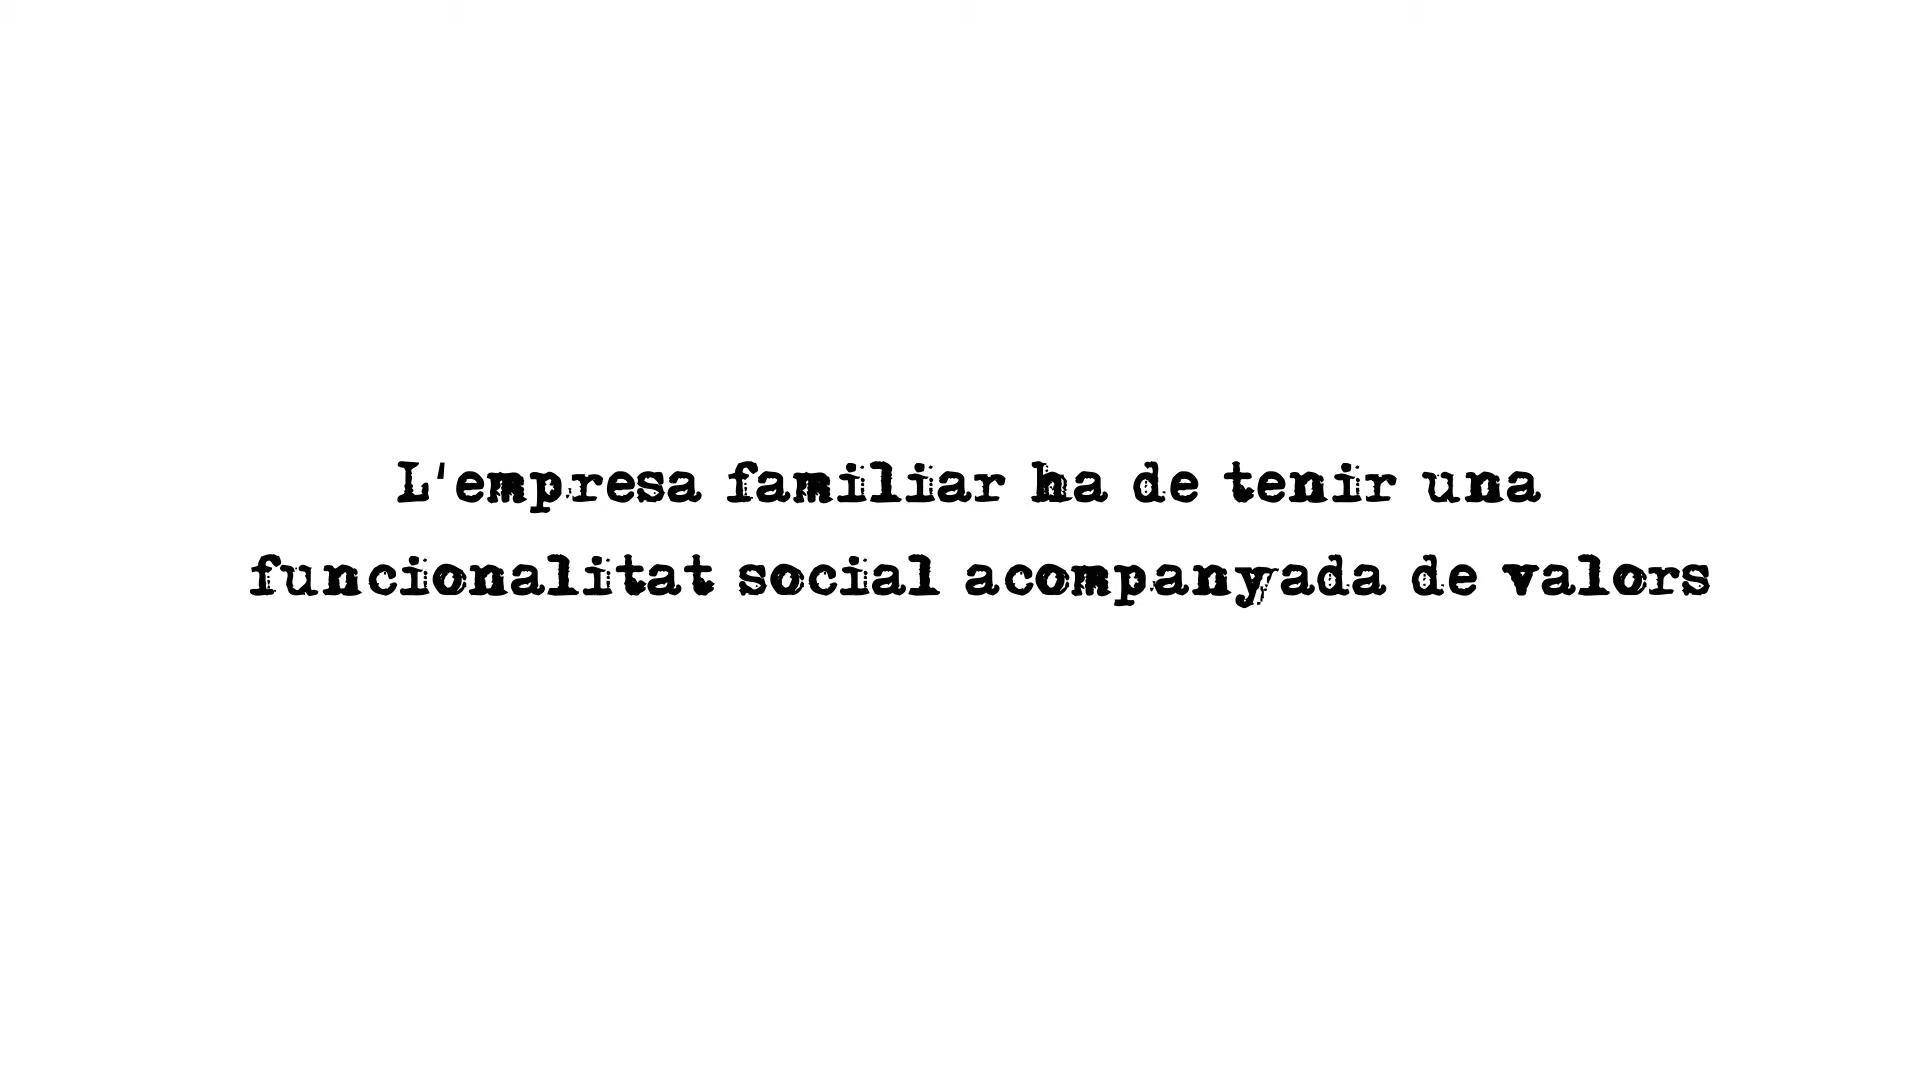 L'empresa familiar ha de tenir una
funcionalitat social acompanyada de valors